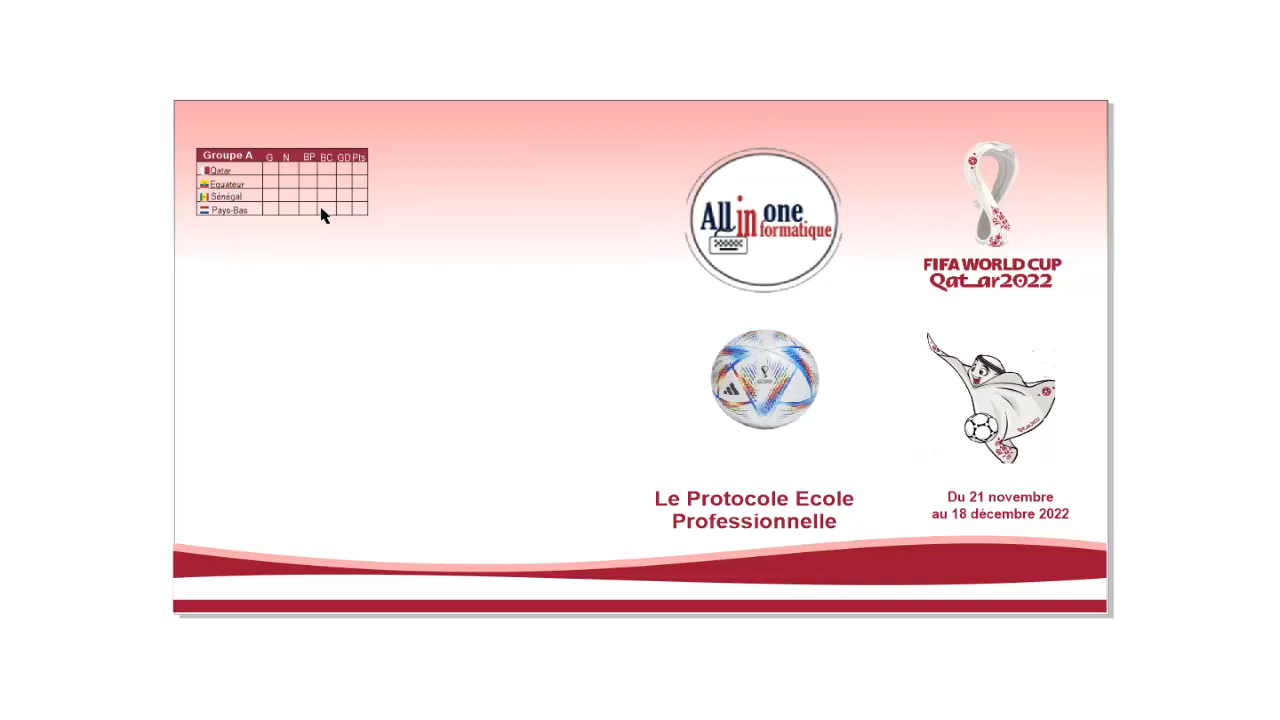 Groupe A G N BP BC GD Pts
Qatar
Equateur
Sénégal
Pays-Bas
All in one
formatique
FIFA WORLD CUP
Qatar2022
Le Protocole Ecole
Professionnelle
Du 21 novembre
au 18 décembre 2022